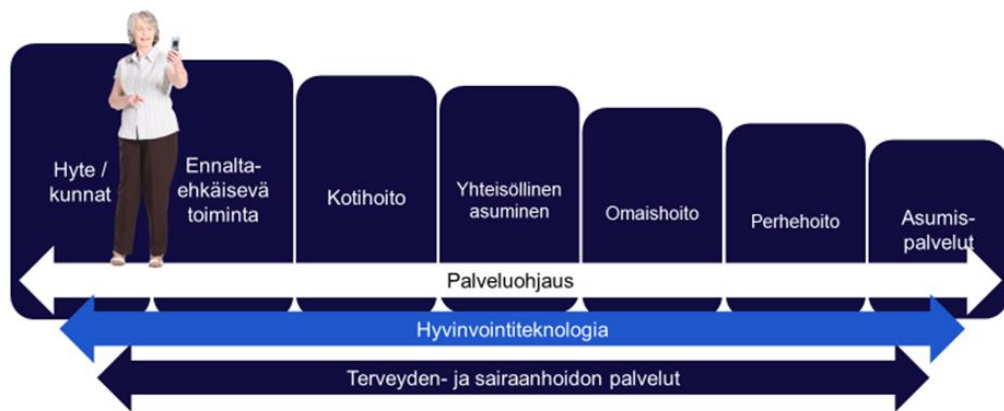 Hyte /
kunnat
Ennalta-
ehkäisevä
toiminta
Kotihoito
Yhteisöllinen
asuminen
Omaishoito
Perhehoito
Asumis-
palvelut
Palveluohjaus
Hyvinvointiteknologia
Terveyden- ja sairaanhoidon palvelut